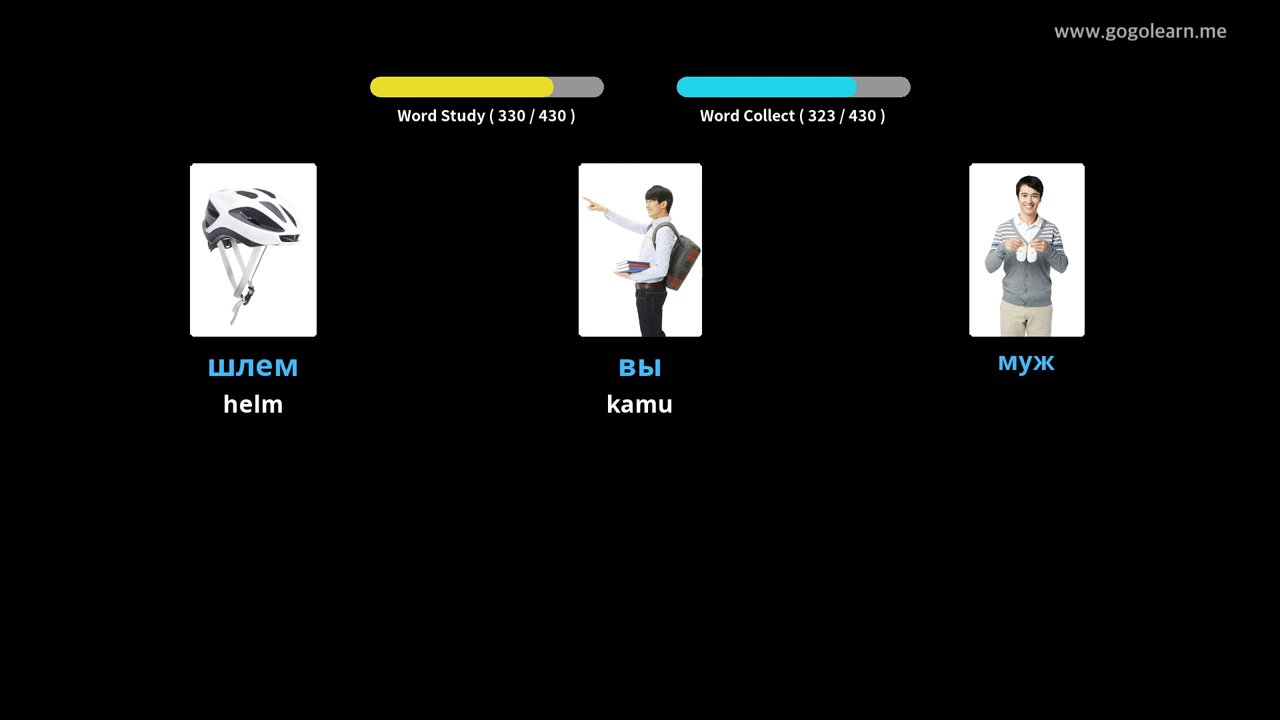 www.gogolearn.me
Word Study ( 330 / 430 )
Word Collect ( 323 / 430 )
шлем
helm
вы
kamu
муж